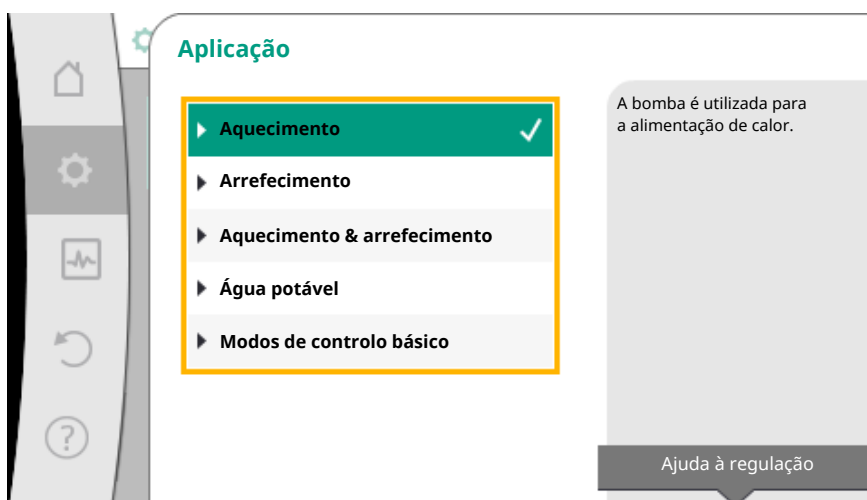 Aplicação
Aquecimento
Arrefecimento
Aquecimento & arrefecimento
Água potável
Modos de controlo básico
A bomba é utilizada para
a alimentação de calor.
Ajuda à regulação
?